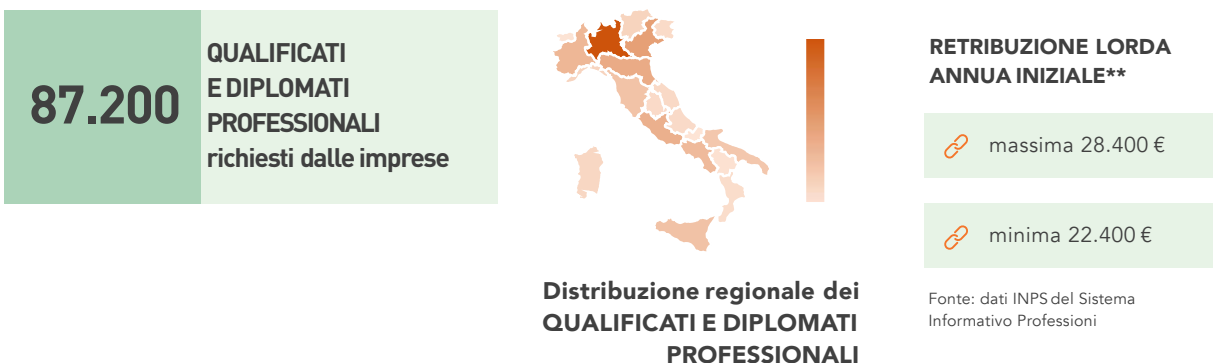 87.200
QUALIFICATI
E DIPLOMATI
PROFESSIONALI
richiesti dalle imprese
Distribuzione regionale dei
QUALIFICATI E DIPLOMATI
PROFESSIONALI
RETRIBUZIONE LORDA
ANNUA INIZIALE**
massima 28.400 €
minima 22.400 €
Fonte: dati INPS del Sistema
Informativo Professioni